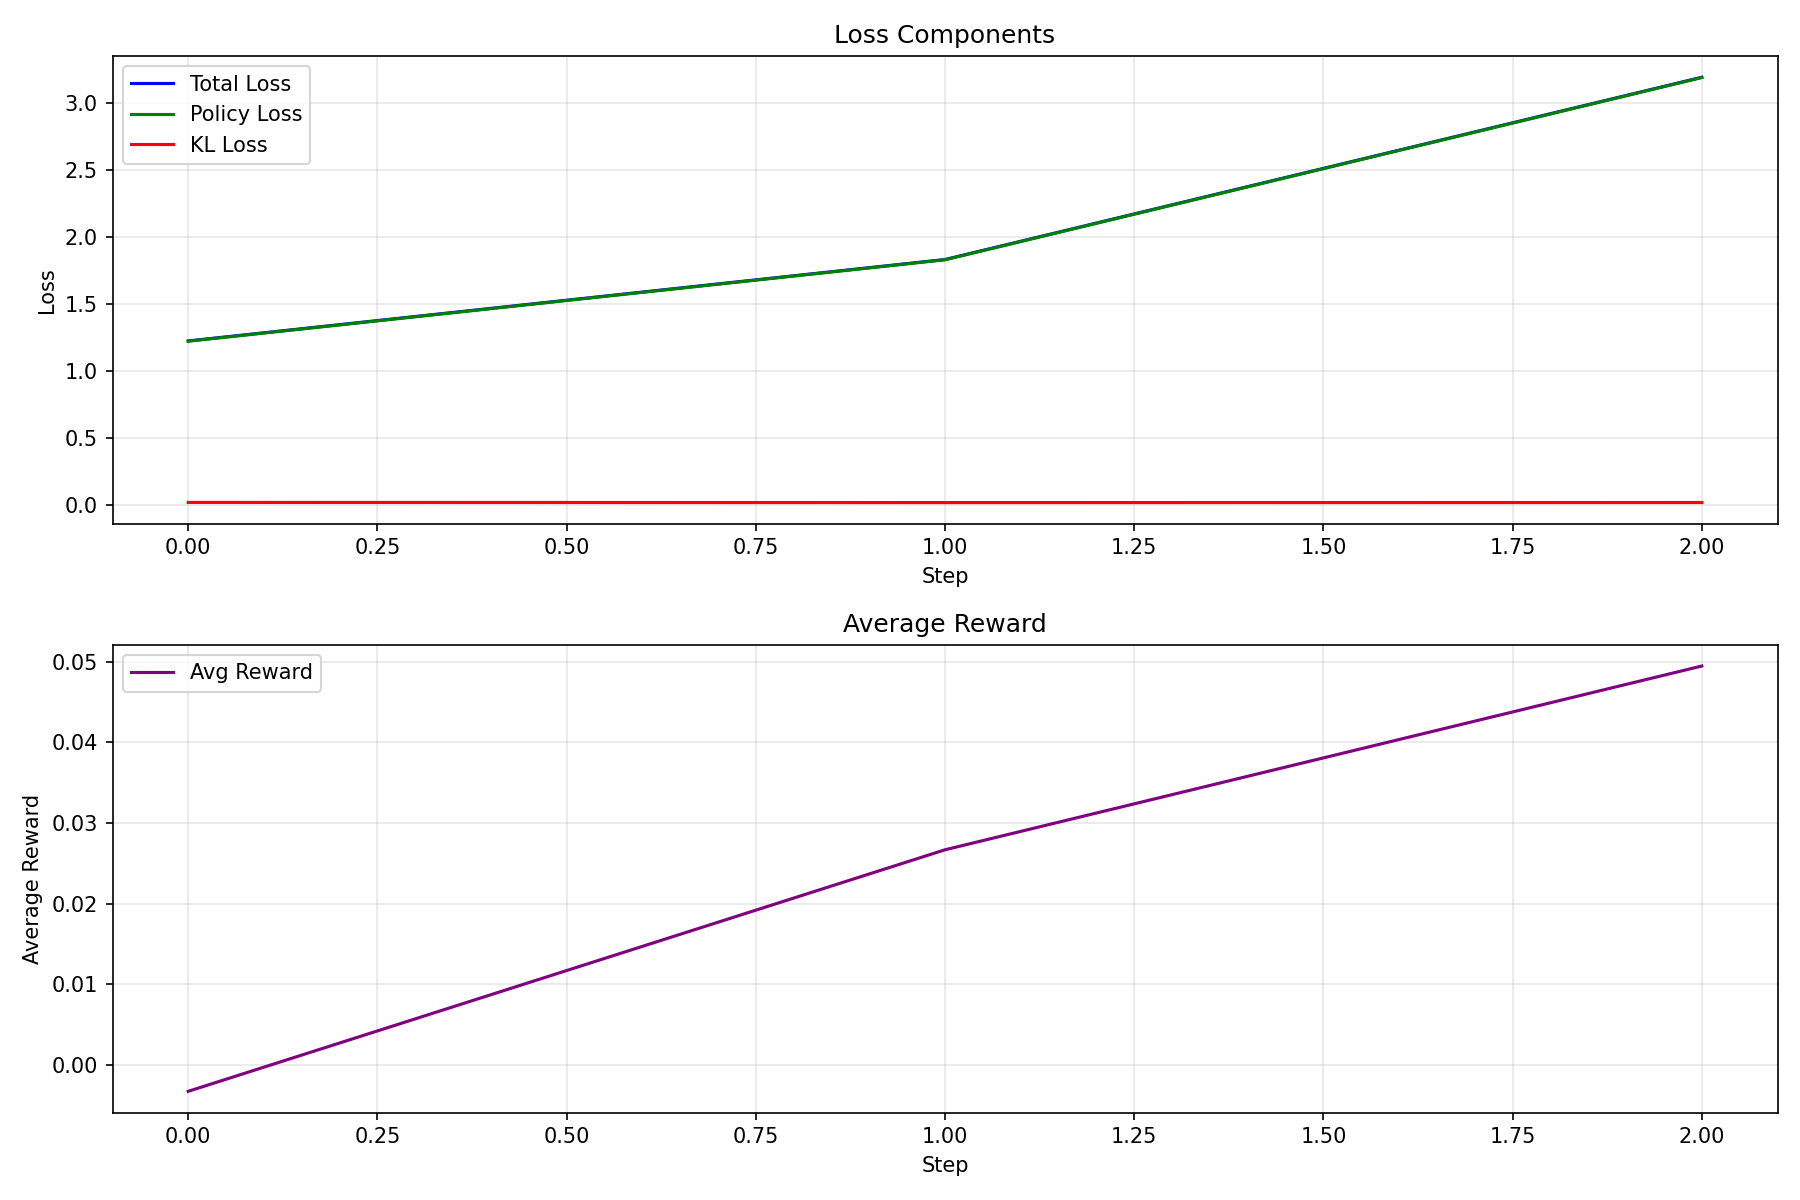 Loss Components
Total Loss
Policy Loss
KL Loss
3.0
2.5
2.0
1.5
1.0
0.5
0.0
Loss
0.00 0.25 0.50 0.75 1.00 1.25 1.50 1.75 2.00
Step
Average Reward
Avg Reward
0.05
0.04
0.03
0.02
0.01
0.00
Average Reward
0.00 0.25 0.50 0.75 1.00 1.25 1.50 1.75 2.00
Step